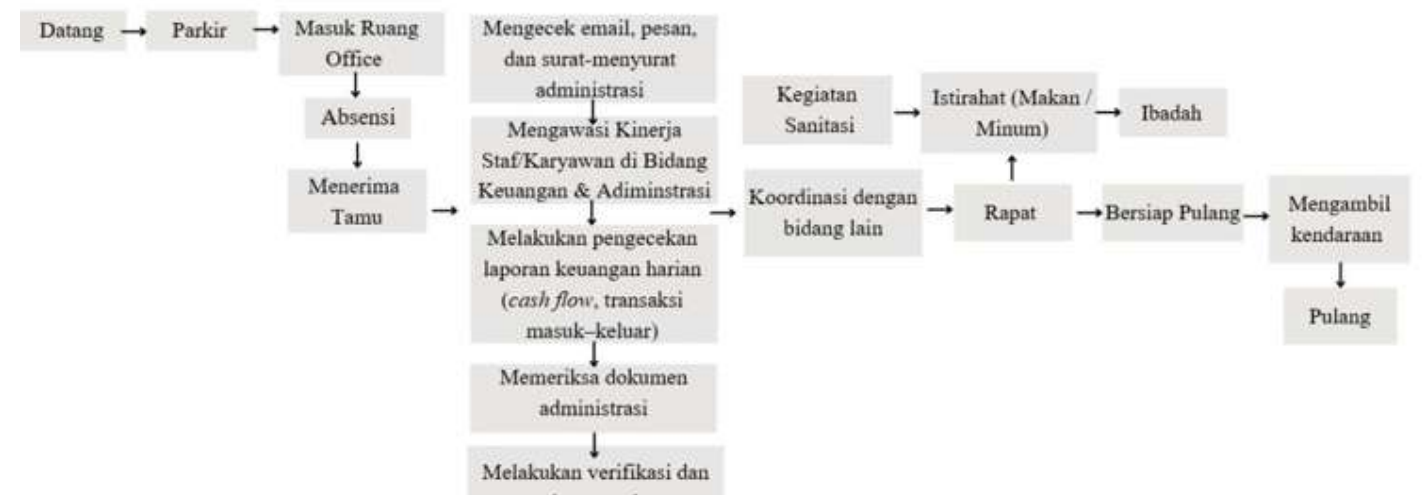 Datang
Parkir
Masuk Ruang
Office
Absensi
Menerima
Tamu
Mengecek email, pesan,
dan surat-menyurat
administrasi
Mengawasi Kinerja
Staf/Karyawan di Bidang
Keuangan & Adiminstrasi
Melakukan pengecekan
laporan keuangan harian
(cash flow, transaksi
masuk–keluar)
Memeriksa dokumen
administrasi
Melakukan verifikasi dan
Koordinasi dengan
bidang lain
Kegiatan
Sanitasi
Istirahat (Makan /
Minum)
Ibadah
Rapat
Bersiap Pulang
Mengambil
kendaraan
Pulang